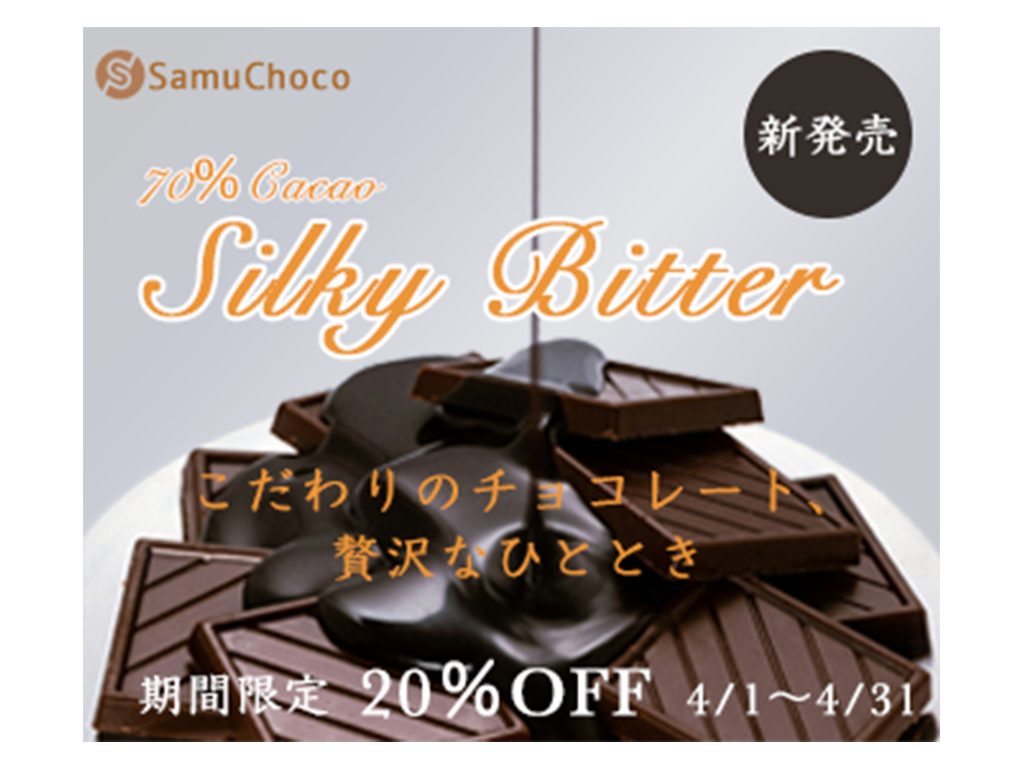 SamuChoco
新発売
70% Cacao
Silky Bitter
こだわりのチョコレート、
贅沢なひととき
期間限定 20%OFF 4/1～4/31